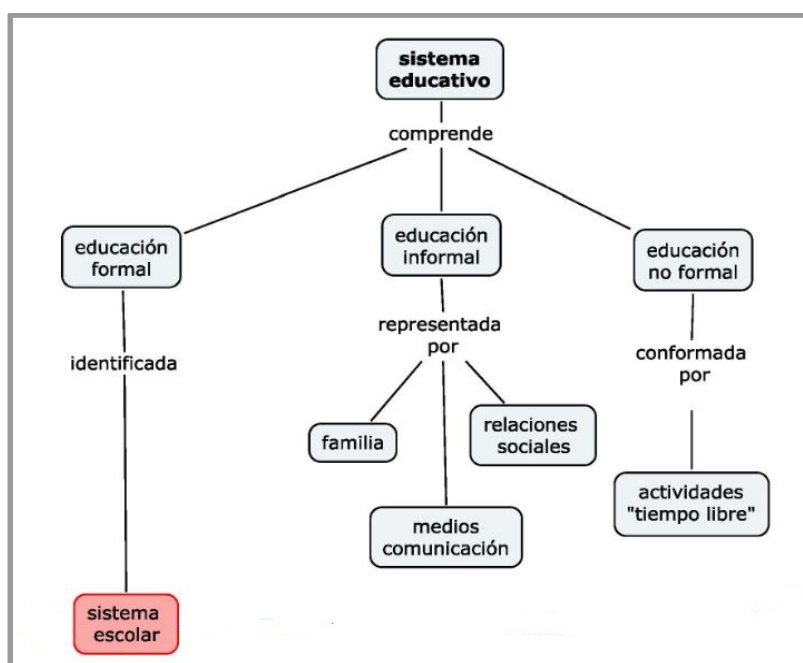 sistema
educativo
comprende
educación
formal
educación
informal
educación
no formal
identificada
representada
por
conformada
por
familia
relaciones
sociales
medios
comunicación
actividades
"tiempo libre"
sistema
escolar